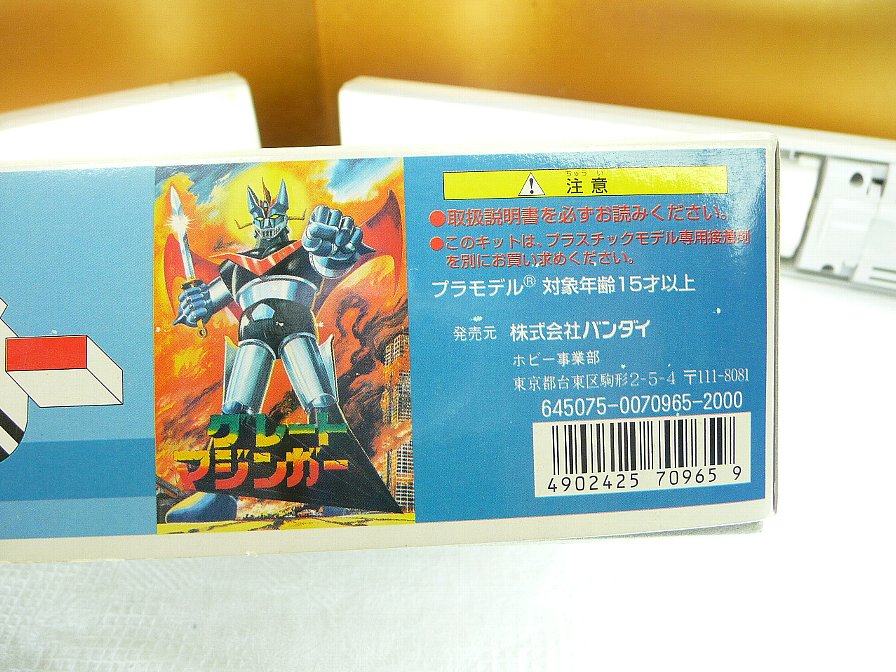 グレート
マジンガー
ちゅう い
注意
●取扱説明書を必ずお読みください。
●このキットは、プラスチックモデル専用接着剤
を別にお買い求めください。
プラモデル® 対象年齢15才以上
発売元 株式会社バンダイ
ホビー事業部
東京都台東区駒形2-5-4 〒111-8081
645075-0070965-2000
4902425 70965 9